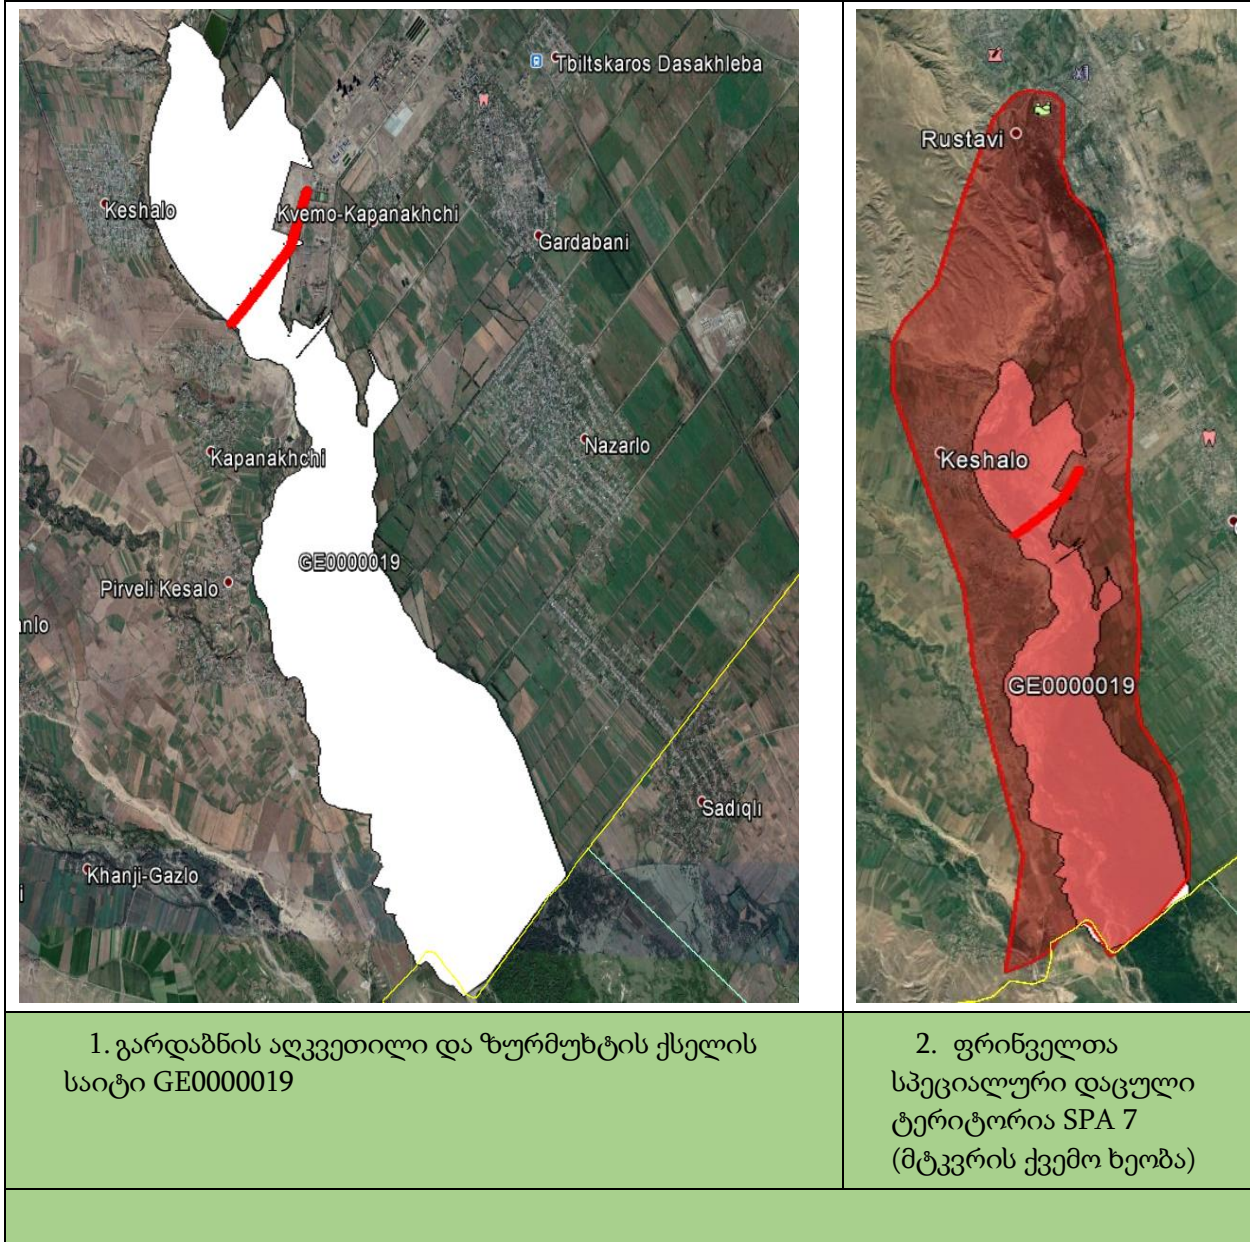 Tbiltskaros Dasakhleba
Keshalo
Kvemo-Kapanakhchi
Gardabani
Nazarlo
Kapanakhchi
GE0000019
Pirveli Kesalo
nlo
Sadıqlı
Khanji-Gazlo
i
Rustavi
Keshalo
GE0000019
1. გარდაბნის აღკვეთილი და ზურმუხტის ქსელის
საიტი GE0000019
2. ფრინველთა
სპეციალური დაცული
ტერიტორია SPA 7
(მტკვრის ქვემო ხეობა)